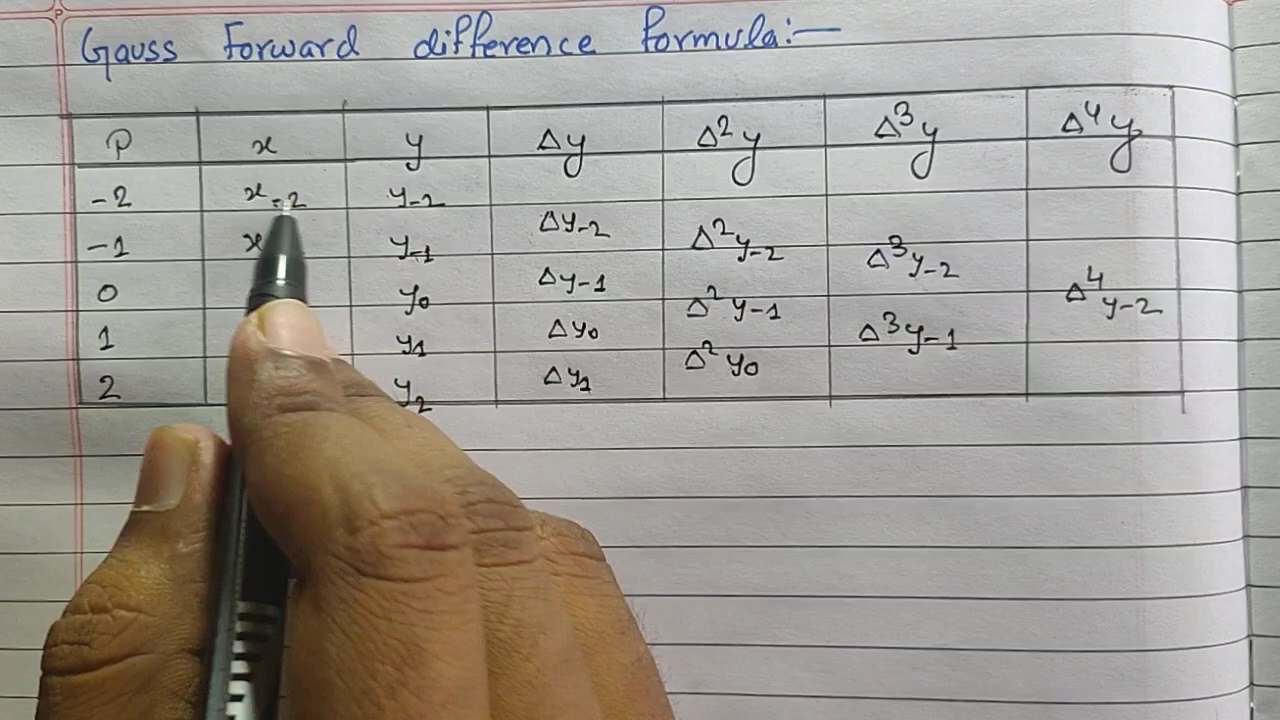 Gauss Forward difference formula:-
P x y Δy Δ²y Δ³y Δ⁴y
-2 x₋₂ y₋₂
Δy₋₂
-1 x y₋₁ Δ²y₋₂
Δy₋₁ Δ³y₋₂
0 y₀ Δ²y₋₁ Δ⁴y₋₂
Δy₀ Δ³y₋₁
1 y₁ Δ²y₀
Δy₁
2 y₂